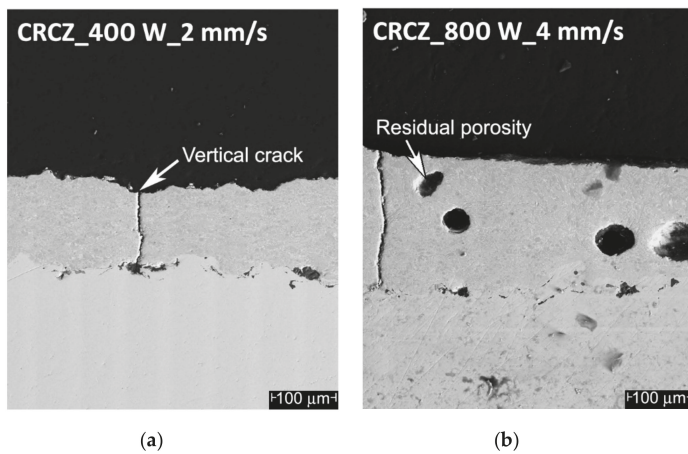 CRCZ_400 W_2 mm/s
Vertical crack
⊢100 µm⊣
(a)
CRCZ_800 W_4 mm/s
Residual porosity
⊢100 µm⊣
(b)